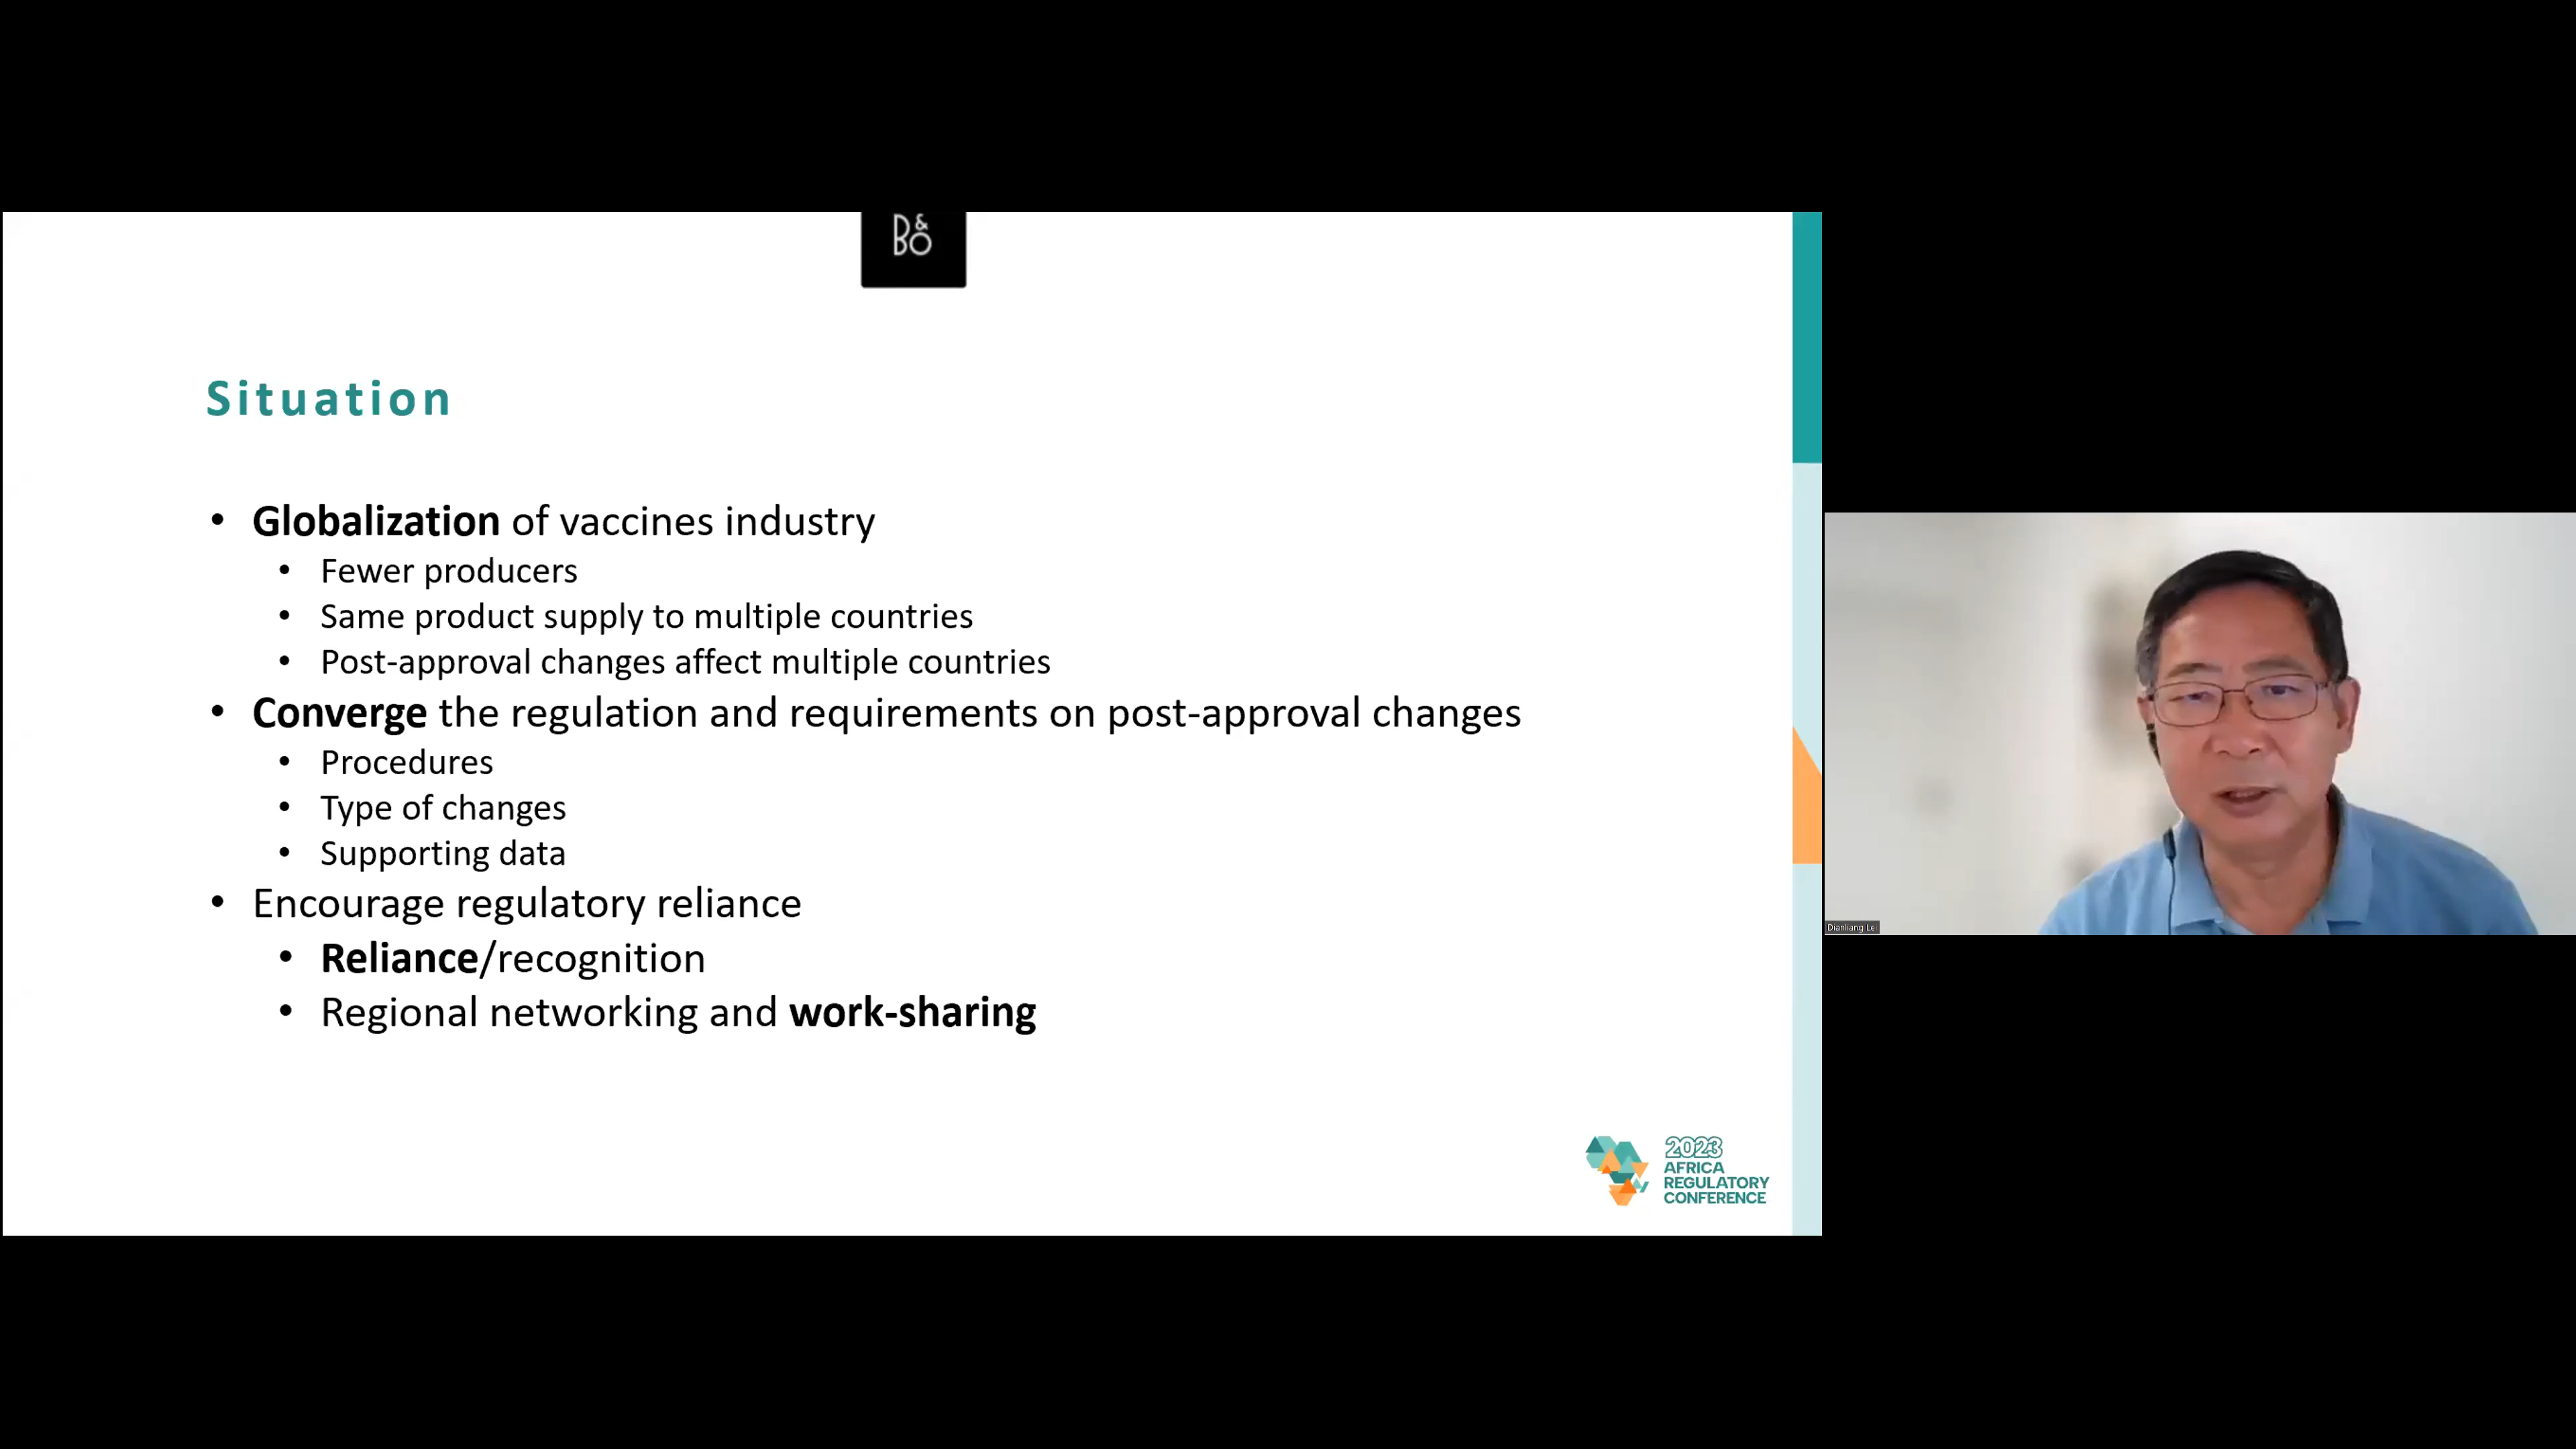 B&O
Situation
• Globalization of vaccines industry
• Fewer producers
• Same product supply to multiple countries
• Post-approval changes affect multiple countries
• Converge the regulation and requirements on post-approval changes
• Procedures
• Type of changes
• Supporting data
• Encourage regulatory reliance
• Reliance/recognition
• Regional networking and work-sharing
Dianliang Lei
2023
AFRICA
REGULATORY
CONFERENCE